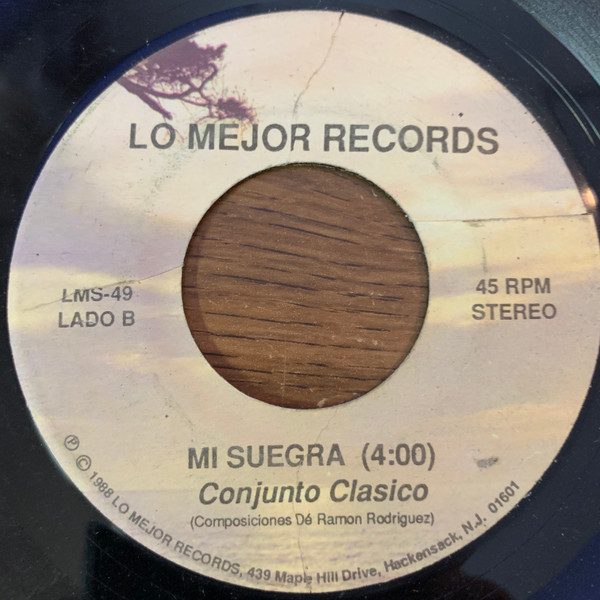 LO MEJOR RECORDS
LMS-49
LADO B
45 RPM
STEREO
MI SUEGRA (4:00)
Conjunto Clasico
(Composiciones Dé Ramon Rodriguez)
℗ © 1988 LO MEJOR RECORDS, 439 Maple Hill Drive, Hackensack, N.J. 01601